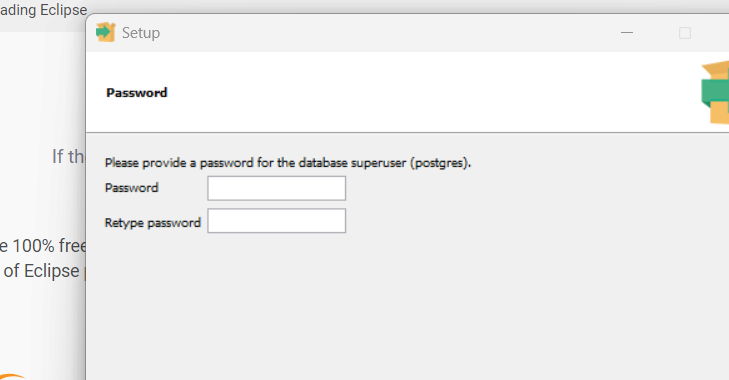 ading Eclipse
Setup
Password
If th
Please provide a password for the database superuser (postgres).
Password
Retype password
e 100% free
of Eclipse